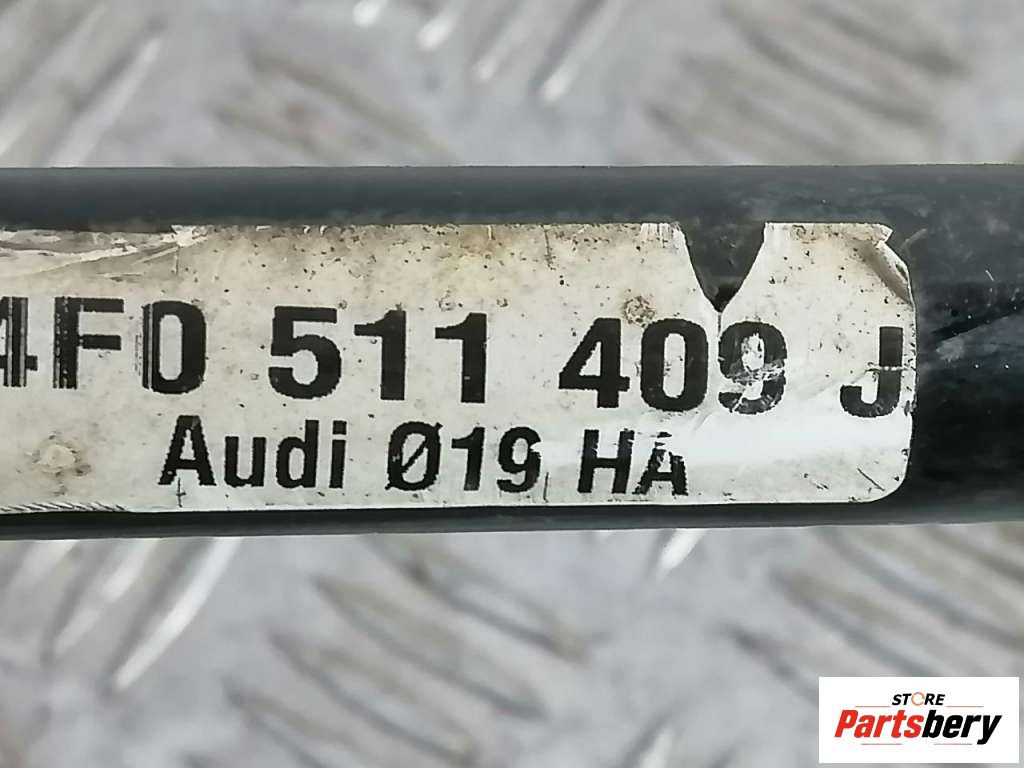 4F0 511 409 J
Audi Ø19 HA
STORE
Partsbery